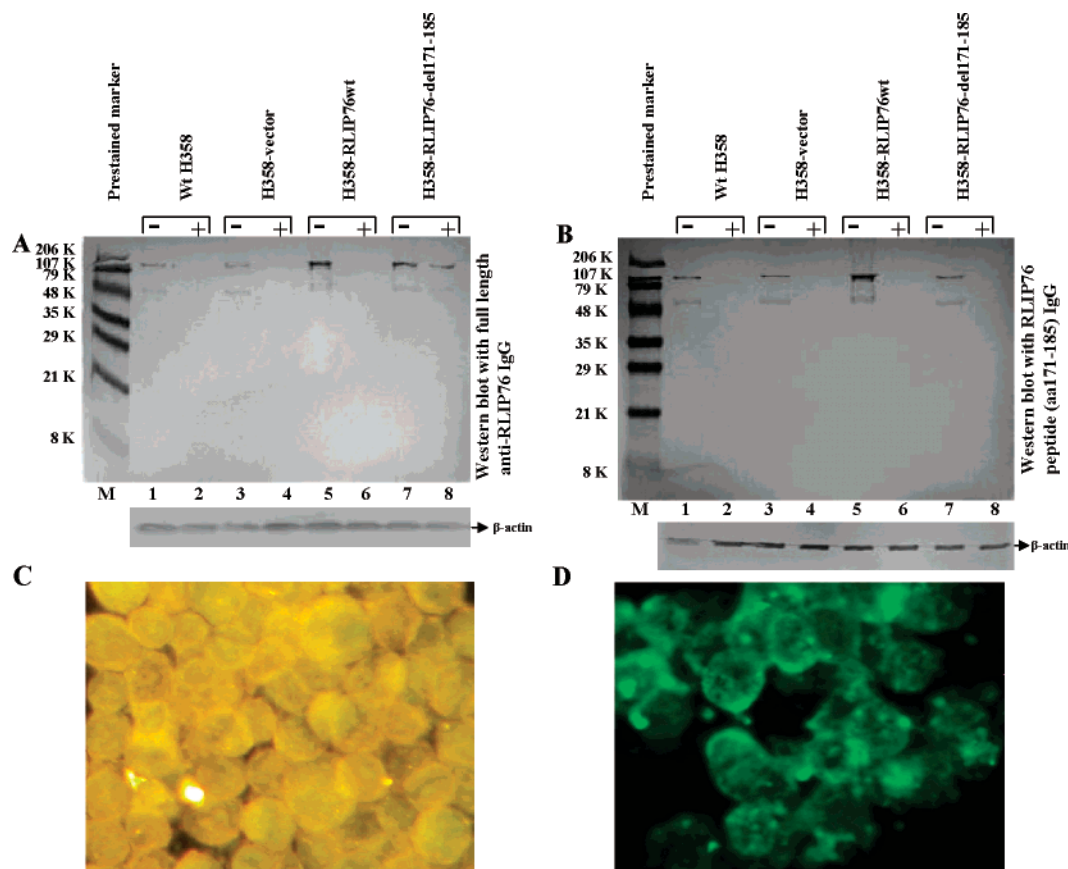 Prestained marker
Wt H358
H358-vector
H358-RLIP76wt
H358-RLIP76-del171-185
- + - + - + - +
A
206 K
107 K
79 K
48 K
35 K
29 K
21 K
8 K
M 1 2 3 4 5 6 7 8
Western blot with full length
anti-RLIP76 IgG
β-actin
Prestained marker
Wt H358
H358-vector
H358-RLIP76wt
H358-RLIP76-del171-185
- + - + - + - +
B
206 K
107 K
79 K
48 K
35 K
29 K
21 K
8 K
M 1 2 3 4 5 6 7 8
Western blot with RLIP76
peptide (aa171-185) IgG
β-actin
C
D